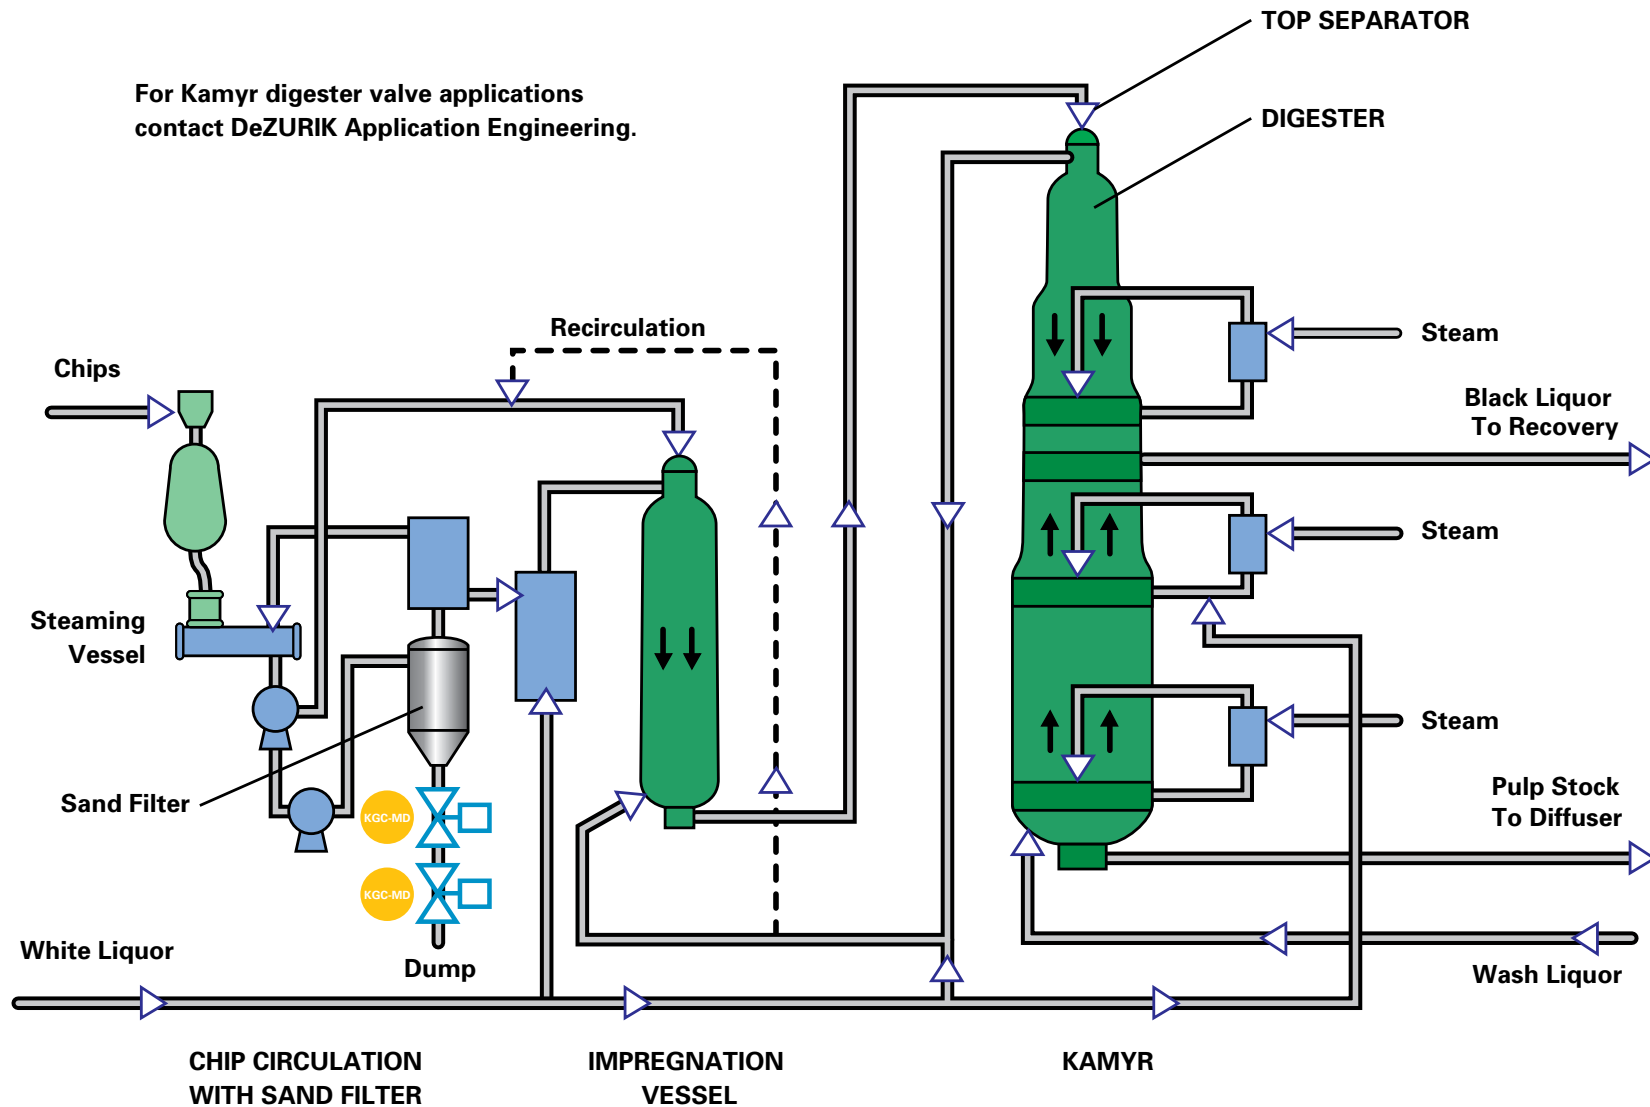 TOP SEPARATOR
For Kamyr digester valve applications
contact DeZURIK Application Engineering.
DIGESTER
Recirculation
Steam
Chips
Black Liquor
To Recovery
Steam
Steaming
Vessel
Steam
Sand Filter
Pulp Stock
To Diffuser
KGC-MD
KGC-MD
White Liquor
Dump
Wash Liquor
CHIP CIRCULATION
WITH SAND FILTER
IMPREGNATION
VESSEL
KAMYR